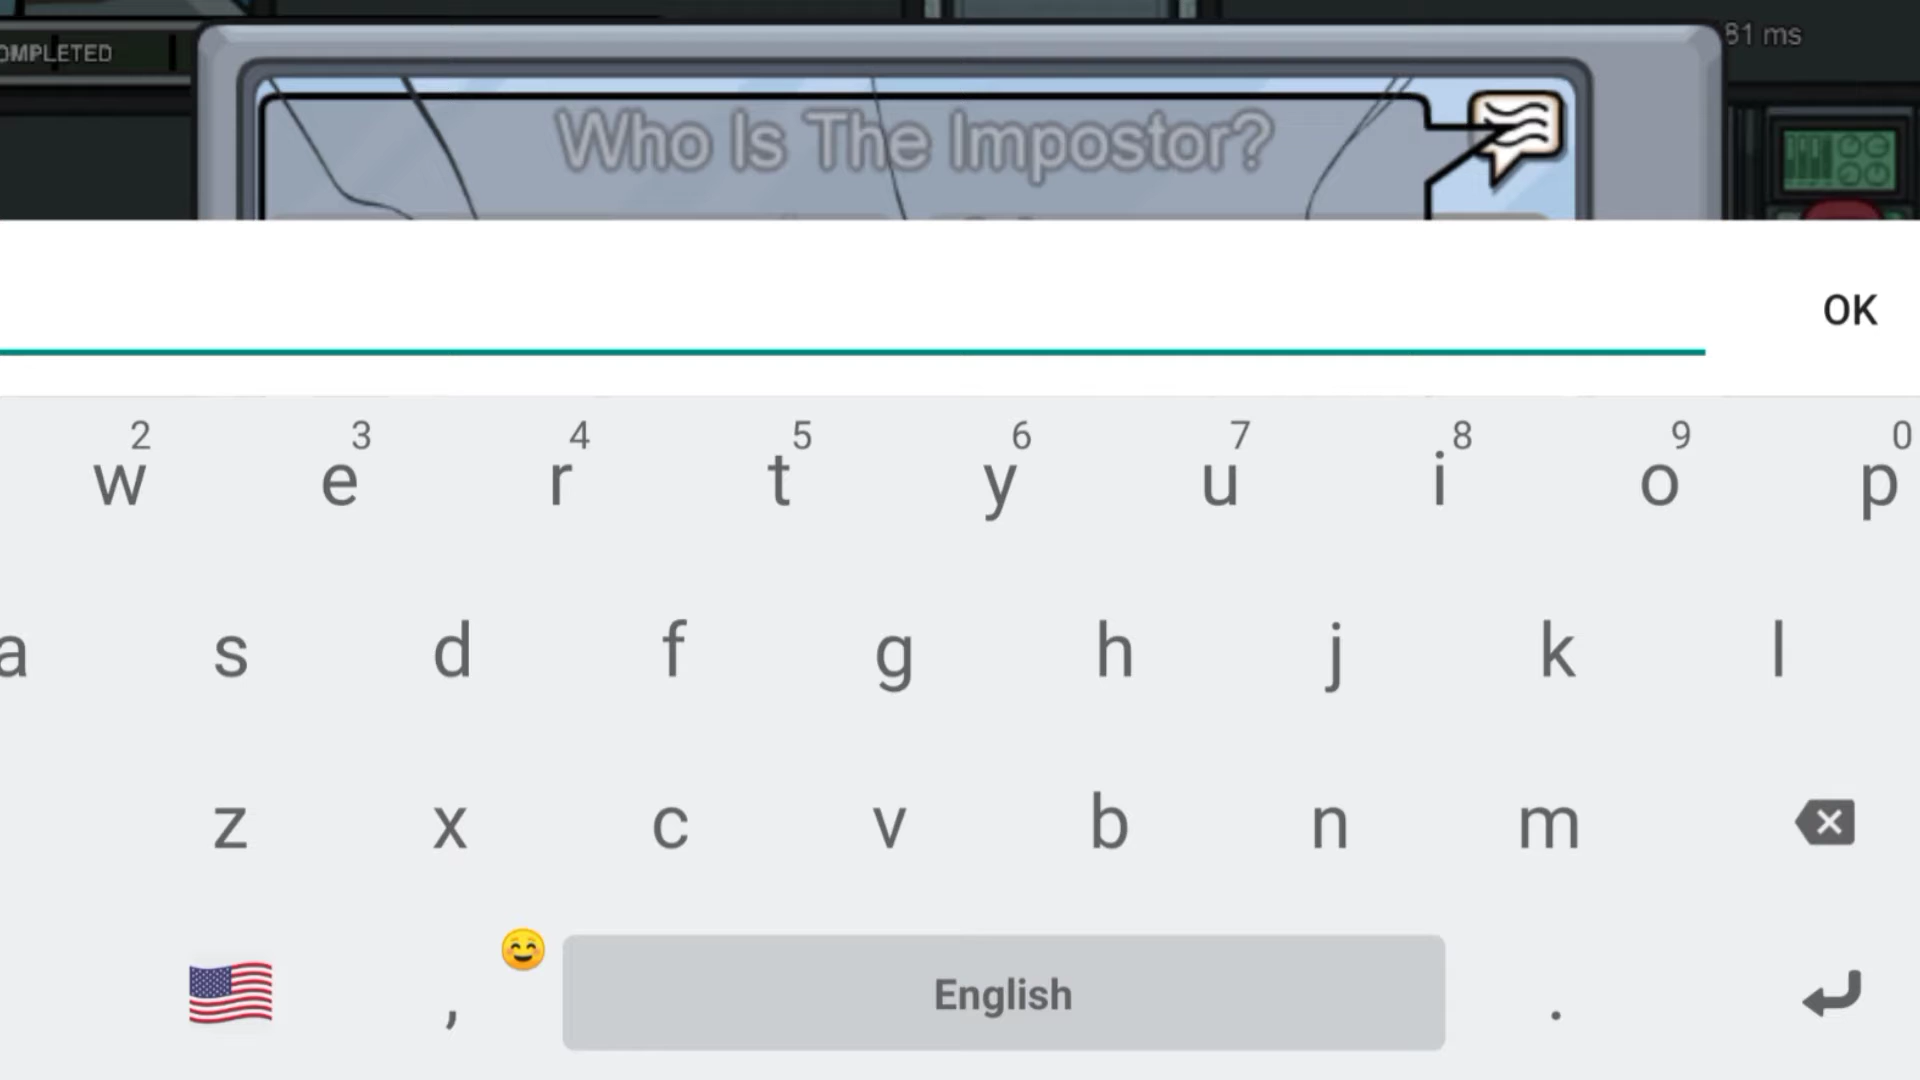 OMPLETED
81 ms
Who Is The Impostor?
OK
2 3 4 5 6 7 8 9 0
w e r t y u i o p
a s d f g h j k l
z x c v b n m
, English .